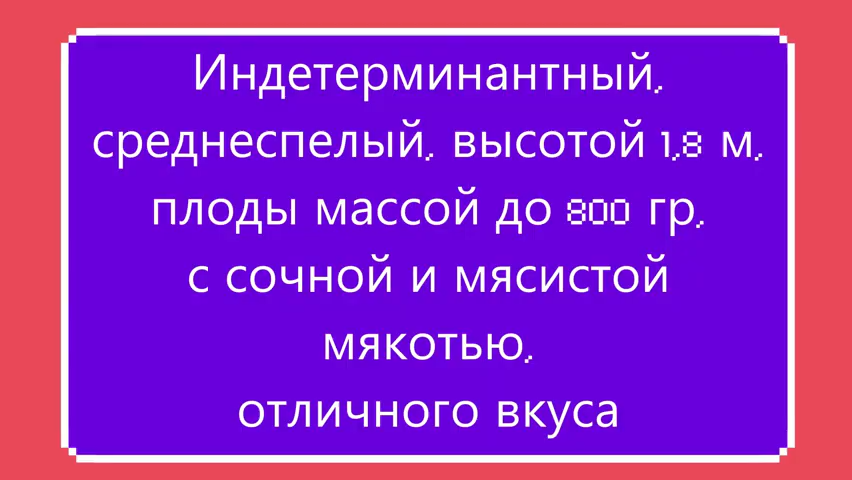 Индетерминантный,
среднеспелый, высотой 1,8 м,
плоды массой до 800 гр,
с сочной и мясистой
мякотью,
отличного вкуса